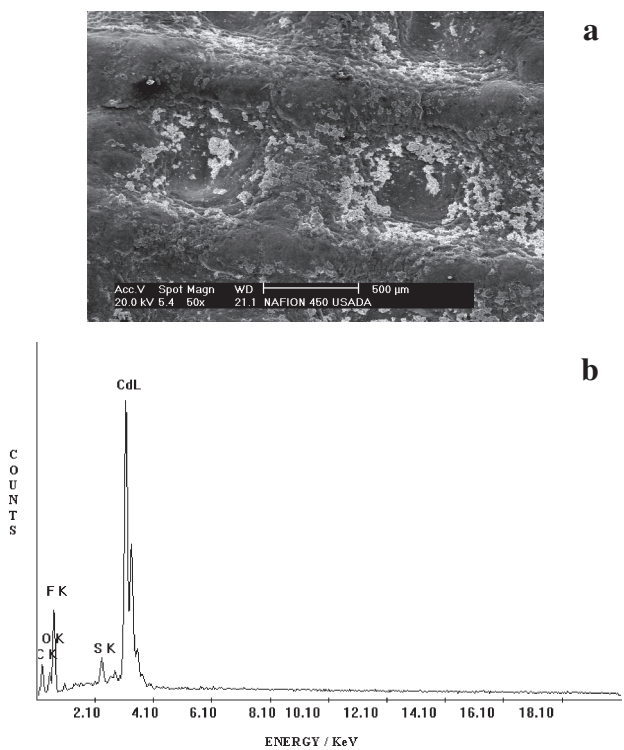 a
Acc.V Spot Magn WD 500 µm
20.0 kV 5.4 50x 21.1 NAFION 450 USADA
b
CdL
COUNTS
F K
O K
C K
S K
2.10 4.10 6.10 8.10 10.10 12.10 14.10 16.10 18.10
ENERGY / KeV